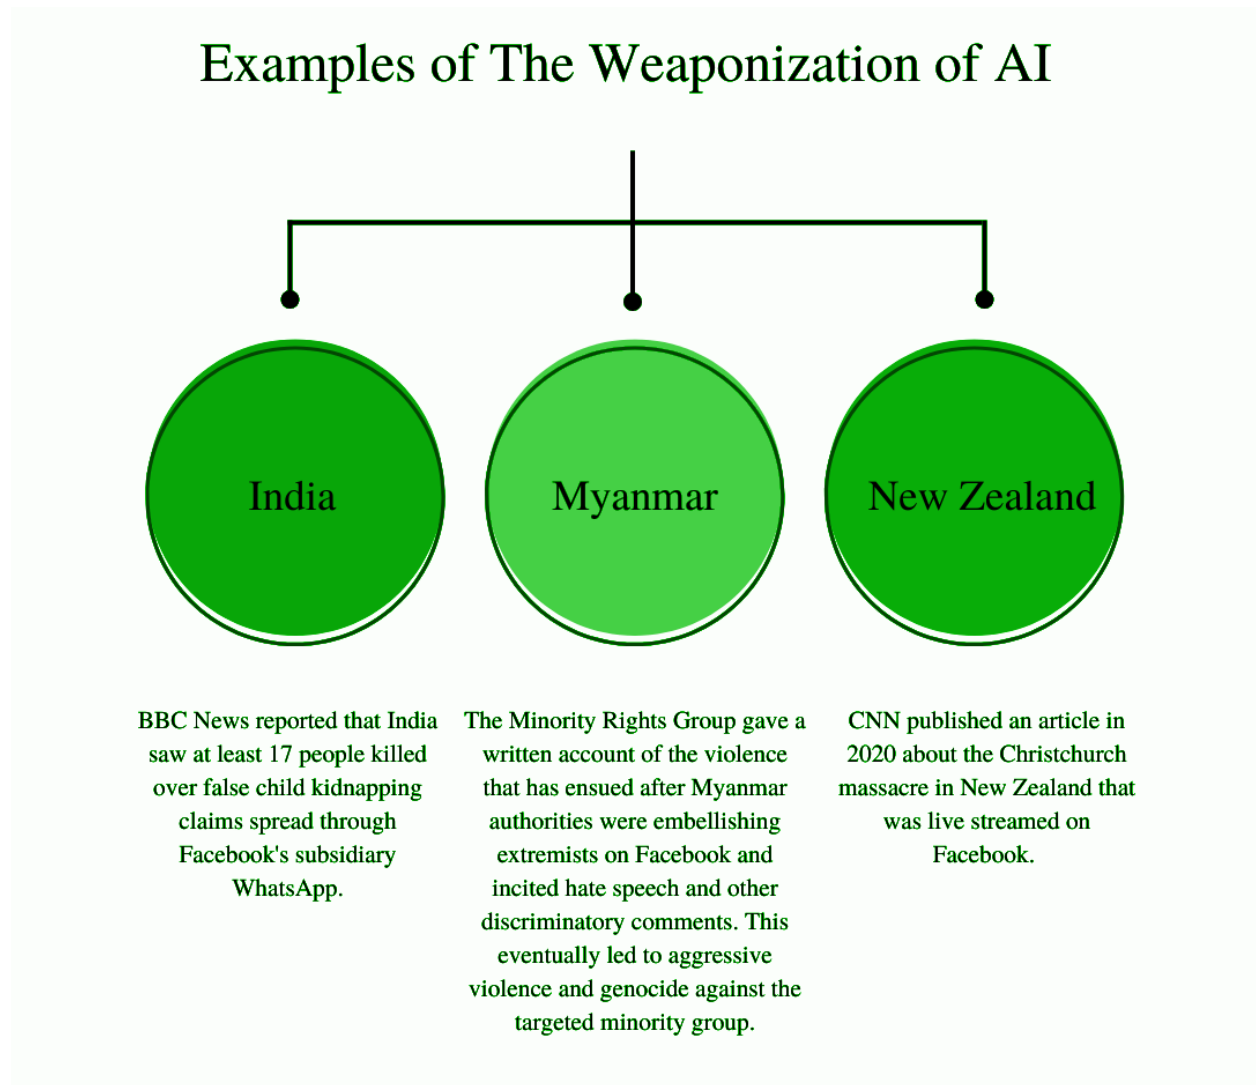 Examples of The Weaponization of AI
India
Myanmar
New Zealand
BBC News reported that India
saw at least 17 people killed
over false child kidnapping
claims spread through
Facebook's subsidiary
WhatsApp.
The Minority Rights Group gave a
written account of the violence
that has ensued after Myanmar
authorities were embellishing
extremists on Facebook and
incited hate speech and other
discriminatory comments. This
eventually led to aggressive
violence and genocide against the
targeted minority group.
CNN published an article in
2020 about the Christchurch
massacre in New Zealand that
was live streamed on
Facebook.